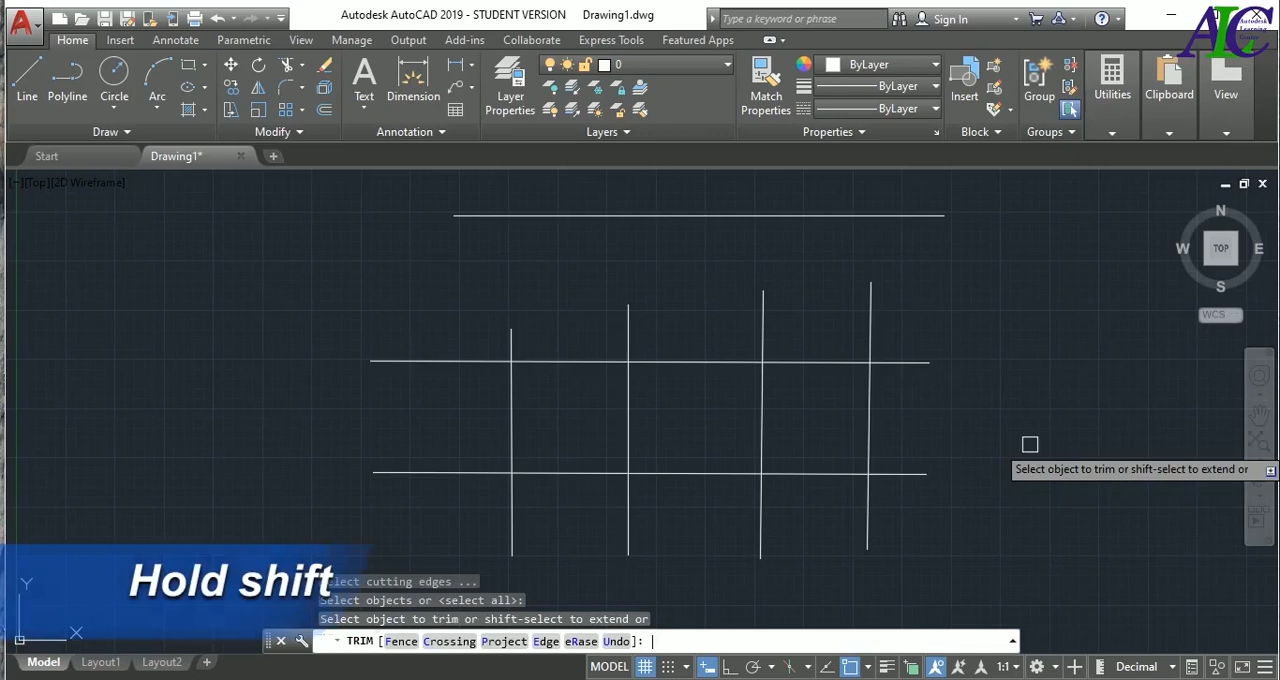 Autodesk AutoCAD 2019 - STUDENT VERSION Drawing1.dwg
Type a keyword or phrase
Sign In
ALC
Autodesk
Learning
Center
Home Insert Annotate Parametric View Manage Output Add-ins Collaborate Express Tools Featured Apps
0
ByLayer
ByLayer
ByLayer
Line Polyline Circle Arc
Text Dimension
Layer
Properties
Match
Properties
Insert
Group
Utilities
Clipboard
View
Draw Modify Annotation Layers Properties Block Groups
Start Drawing1*
[−][Top][2D Wireframe]
N
W TOP E
S
WCS
Select object to trim or shift-select to extend or
Hold shift
Select cutting edges ...
Select objects or <select all>:
Select object to trim or shift-select to extend or
TRIM [Fence Crossing Project Edge eRase Undo]:
Y
X
Model Layout1 Layout2 +
MODEL 1:1 Decimal